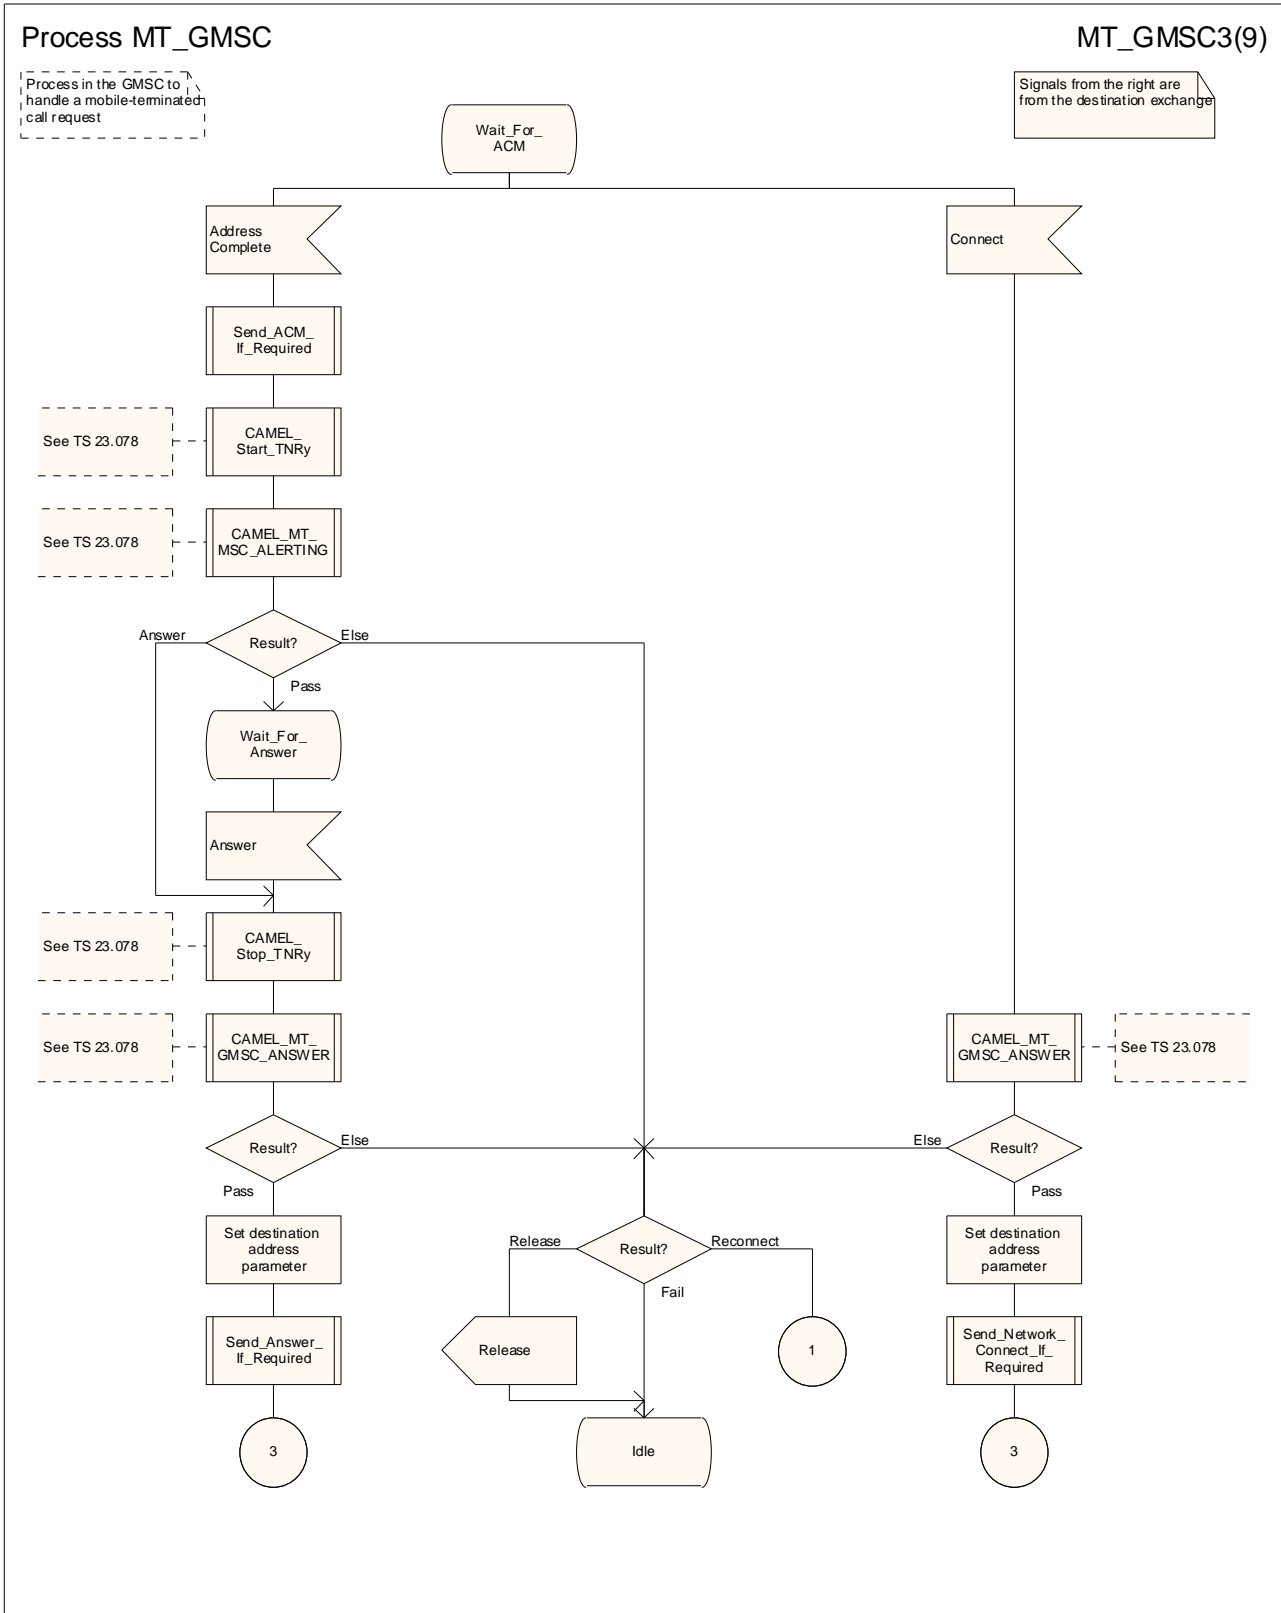 Process MT_GMSC
MT_GMSC3(9)
Process in the GMSC to
handle a mobile-terminated
call request
Signals from the right are
from the destination exchange
Wait_For_
ACM
Address
Complete
Connect
Send_ACM_
If_Required
See TS 23.078
CAMEL_
Start_TNRy
See TS 23.078
CAMEL_MT_
MSC_ALERTING
Answer
Result?
Else
Pass
Wait_For_
Answer
Answer
See TS 23.078
CAMEL_
Stop_TNRy
See TS 23.078
CAMEL_MT_
GMSC_ANSWER
CAMEL_MT_
GMSC_ANSWER
See TS 23.078
Result?
Else
Else
Result?
Pass
Pass
Set destination
address
parameter
Release
Result?
Reconnect
Fail
Set destination
address
parameter
Send_Answer_
If_Required
Release
1
Send_Network_
Connect_If_
Required
3
Idle
3